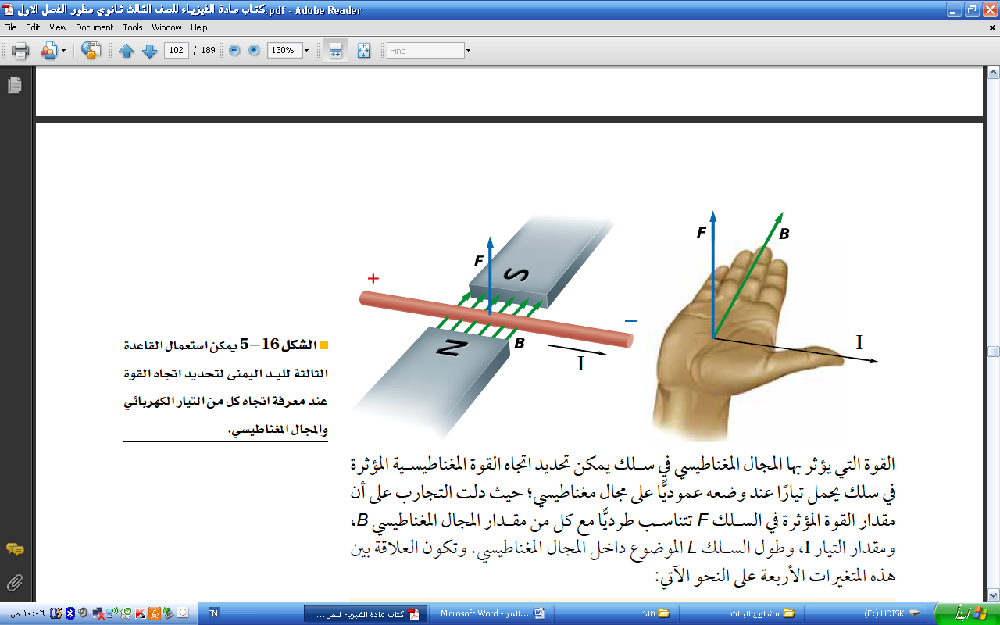 كتاب مادة الفيزياء للصف الثالث ثانوي مطور الفصل الاول.pdf - Adobe Reader
File Edit View Document Tools Window Help
102 / 189 130% Find
F
B
I
+
F
S
−
N
B
I
الشكل 16–5 يمكن استعمال القاعدة
الثالثة لليد اليمنى لتحديد اتجاه القوة
عند معرفة اتجاه كل من التيار الكهربائي
والمجال المغناطيسي.
القوة التي يؤثر بها المجال المغناطيسي في سلك يمكن تحديد اتجاه القوة المغناطيسية المؤثرة
في سلك يحمل تيارًا عند وضعه عموديًّا على مجال مغناطيسي؛ حيث دلت التجارب على أن
مقدار القوة المؤثرة في السلك F تتناسب طرديًّا مع كل من مقدار المجال المغناطيسي B،
ومقدار التيار I، وطول السلك L الموضوع داخل المجال المغناطيسي. وتكون العلاقة بين
هذه المتغيرات الأربعة على النحو الآتي:
ابدأ
(F:) UDISK
مشاريع البنات
ثالث
المر... - Microsoft Word
كتاب مادة الفيزياء للص...
EN
١٠:٠٦ ص